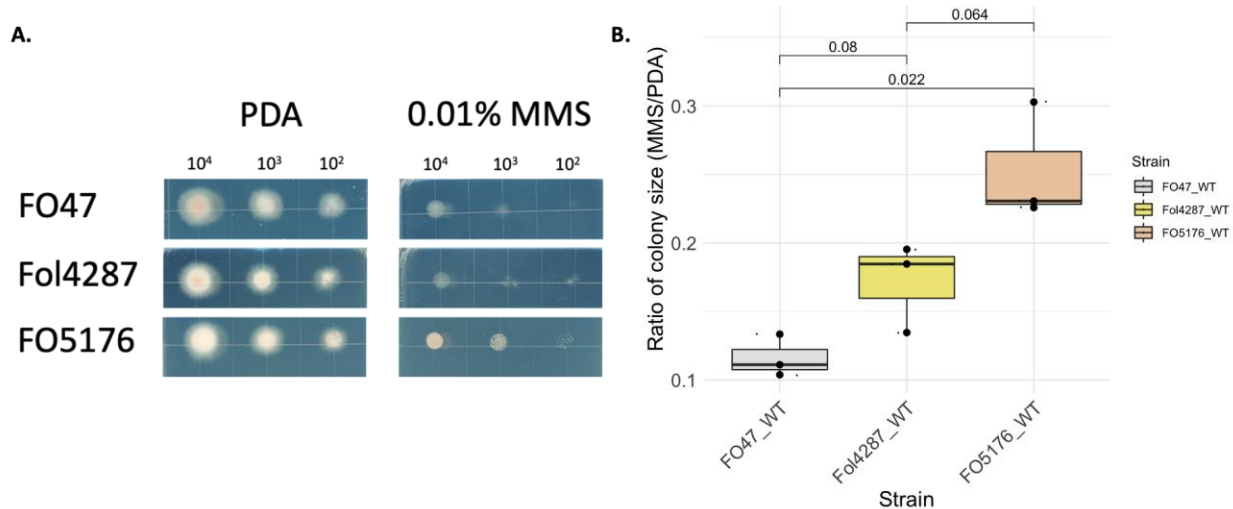 A.
PDA 0.01% MMS
10⁴ 10³ 10² 10⁴ 10³ 10²
FO47
Fol4287
FO5176
B.
0.064
0.08
0.022
Ratio of colony size (MMS/PDA)
0.3
0.2
0.1
FO47_WT
Fol4287_WT
FO5176_WT
Strain
Strain
FO47_WT
Fol4287_WT
FO5176_WT